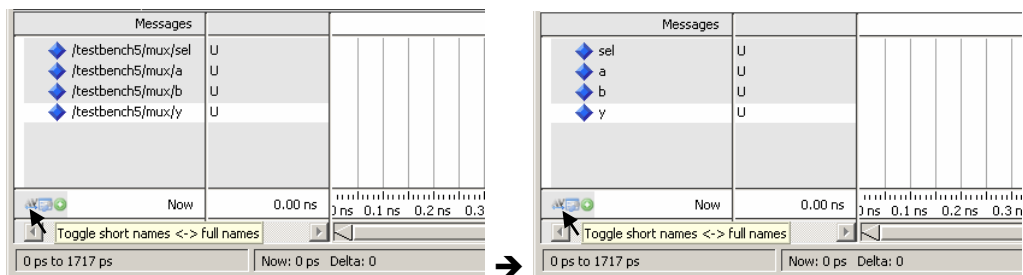 Messages
/testbench5/mux/sel U
/testbench5/mux/a U
/testbench5/mux/b U
/testbench5/mux/y U
Now 0.00 ns
ns 0.1 ns 0.2 ns 0.3
Toggle short names <-> full names
0 ps to 1717 ps Now: 0 ps Delta: 0
➔
Messages
sel U
a U
b U
y U
Now 0.00 ns
ns 0.1 ns 0.2 ns 0.3 n
Toggle short names <-> full names
0 ps to 1717 ps Now: 0 ps Delta: 0